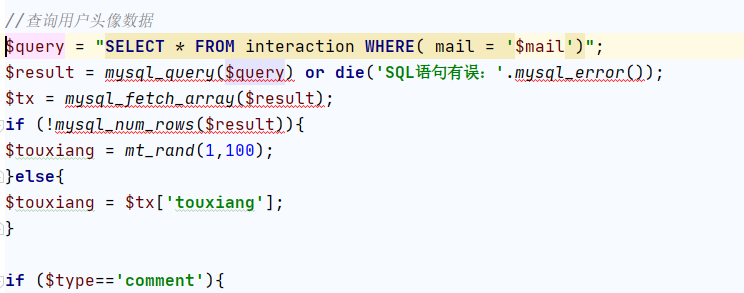 //查询用户头像数据
$query = "SELECT * FROM interaction WHERE( mail = '$mail')";
$result = mysql_query($query) or die('SQL语句有误：'.mysql_error());
$tx = mysql_fetch_array($result);
if (!mysql_num_rows($result)){
$touxiang = mt_rand(1,100);
}else{
$touxiang = $tx['touxiang'];
}
if ($type=='comment'){